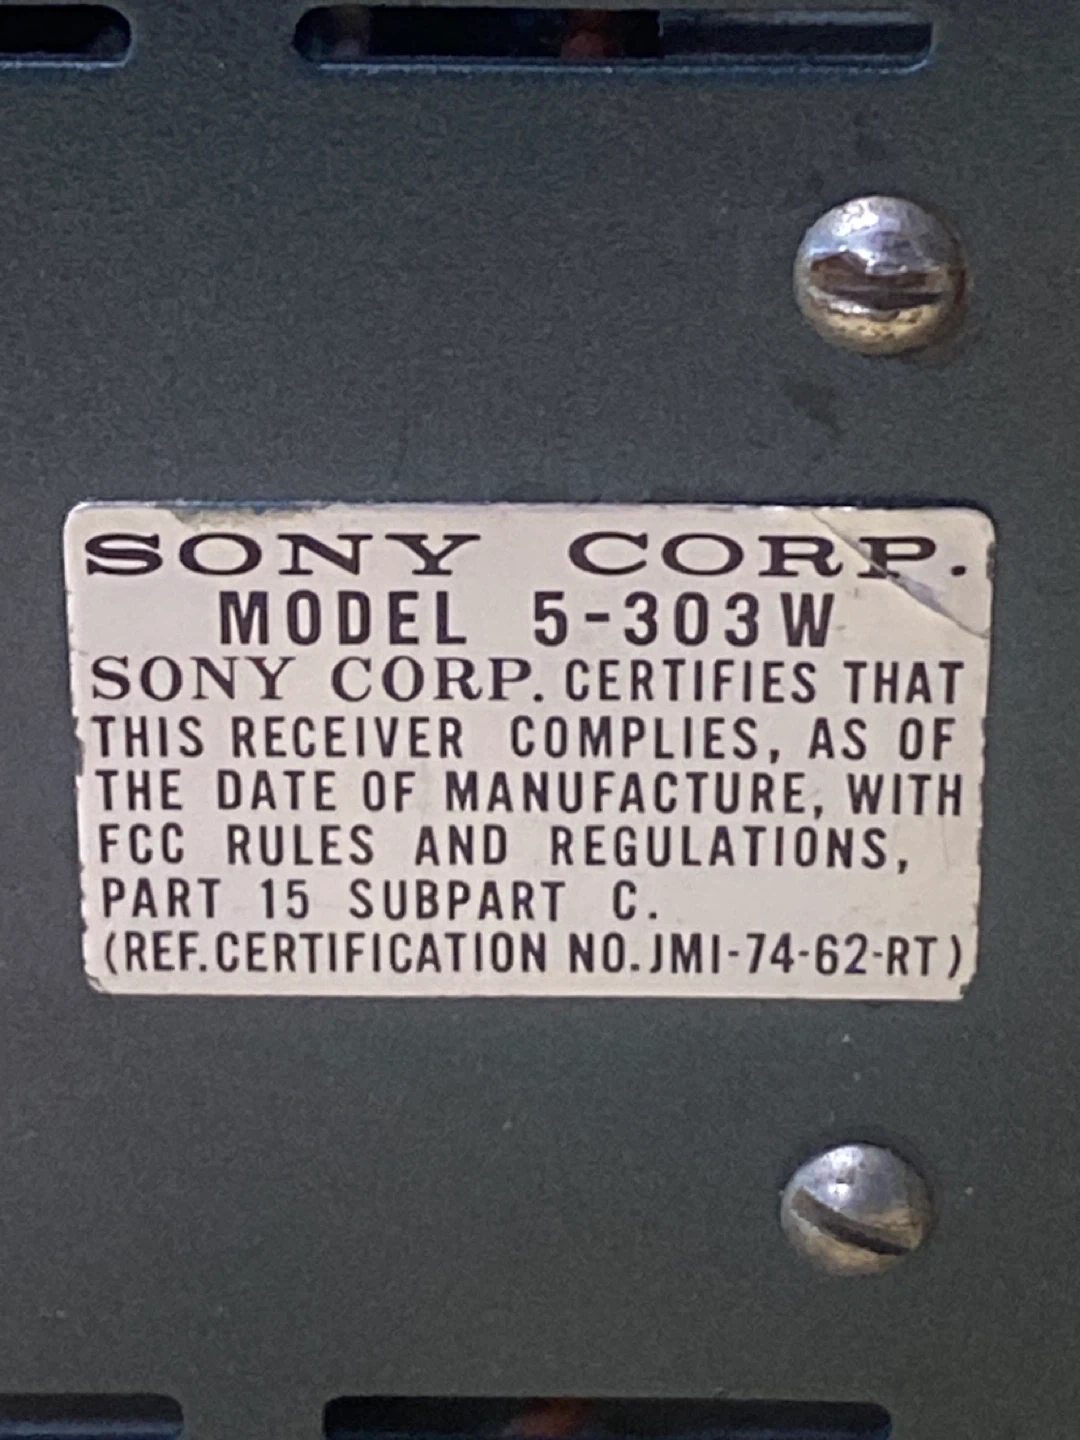 SONY CORP.
MODEL 5-303W
SONY CORP. CERTIFIES THAT
THIS RECEIVER COMPLIES, AS OF
THE DATE OF MANUFACTURE, WITH
FCC RULES AND REGULATIONS,
PART 15 SUBPART C.
(REF. CERTIFICATION NO. JMI-74-62-RT)